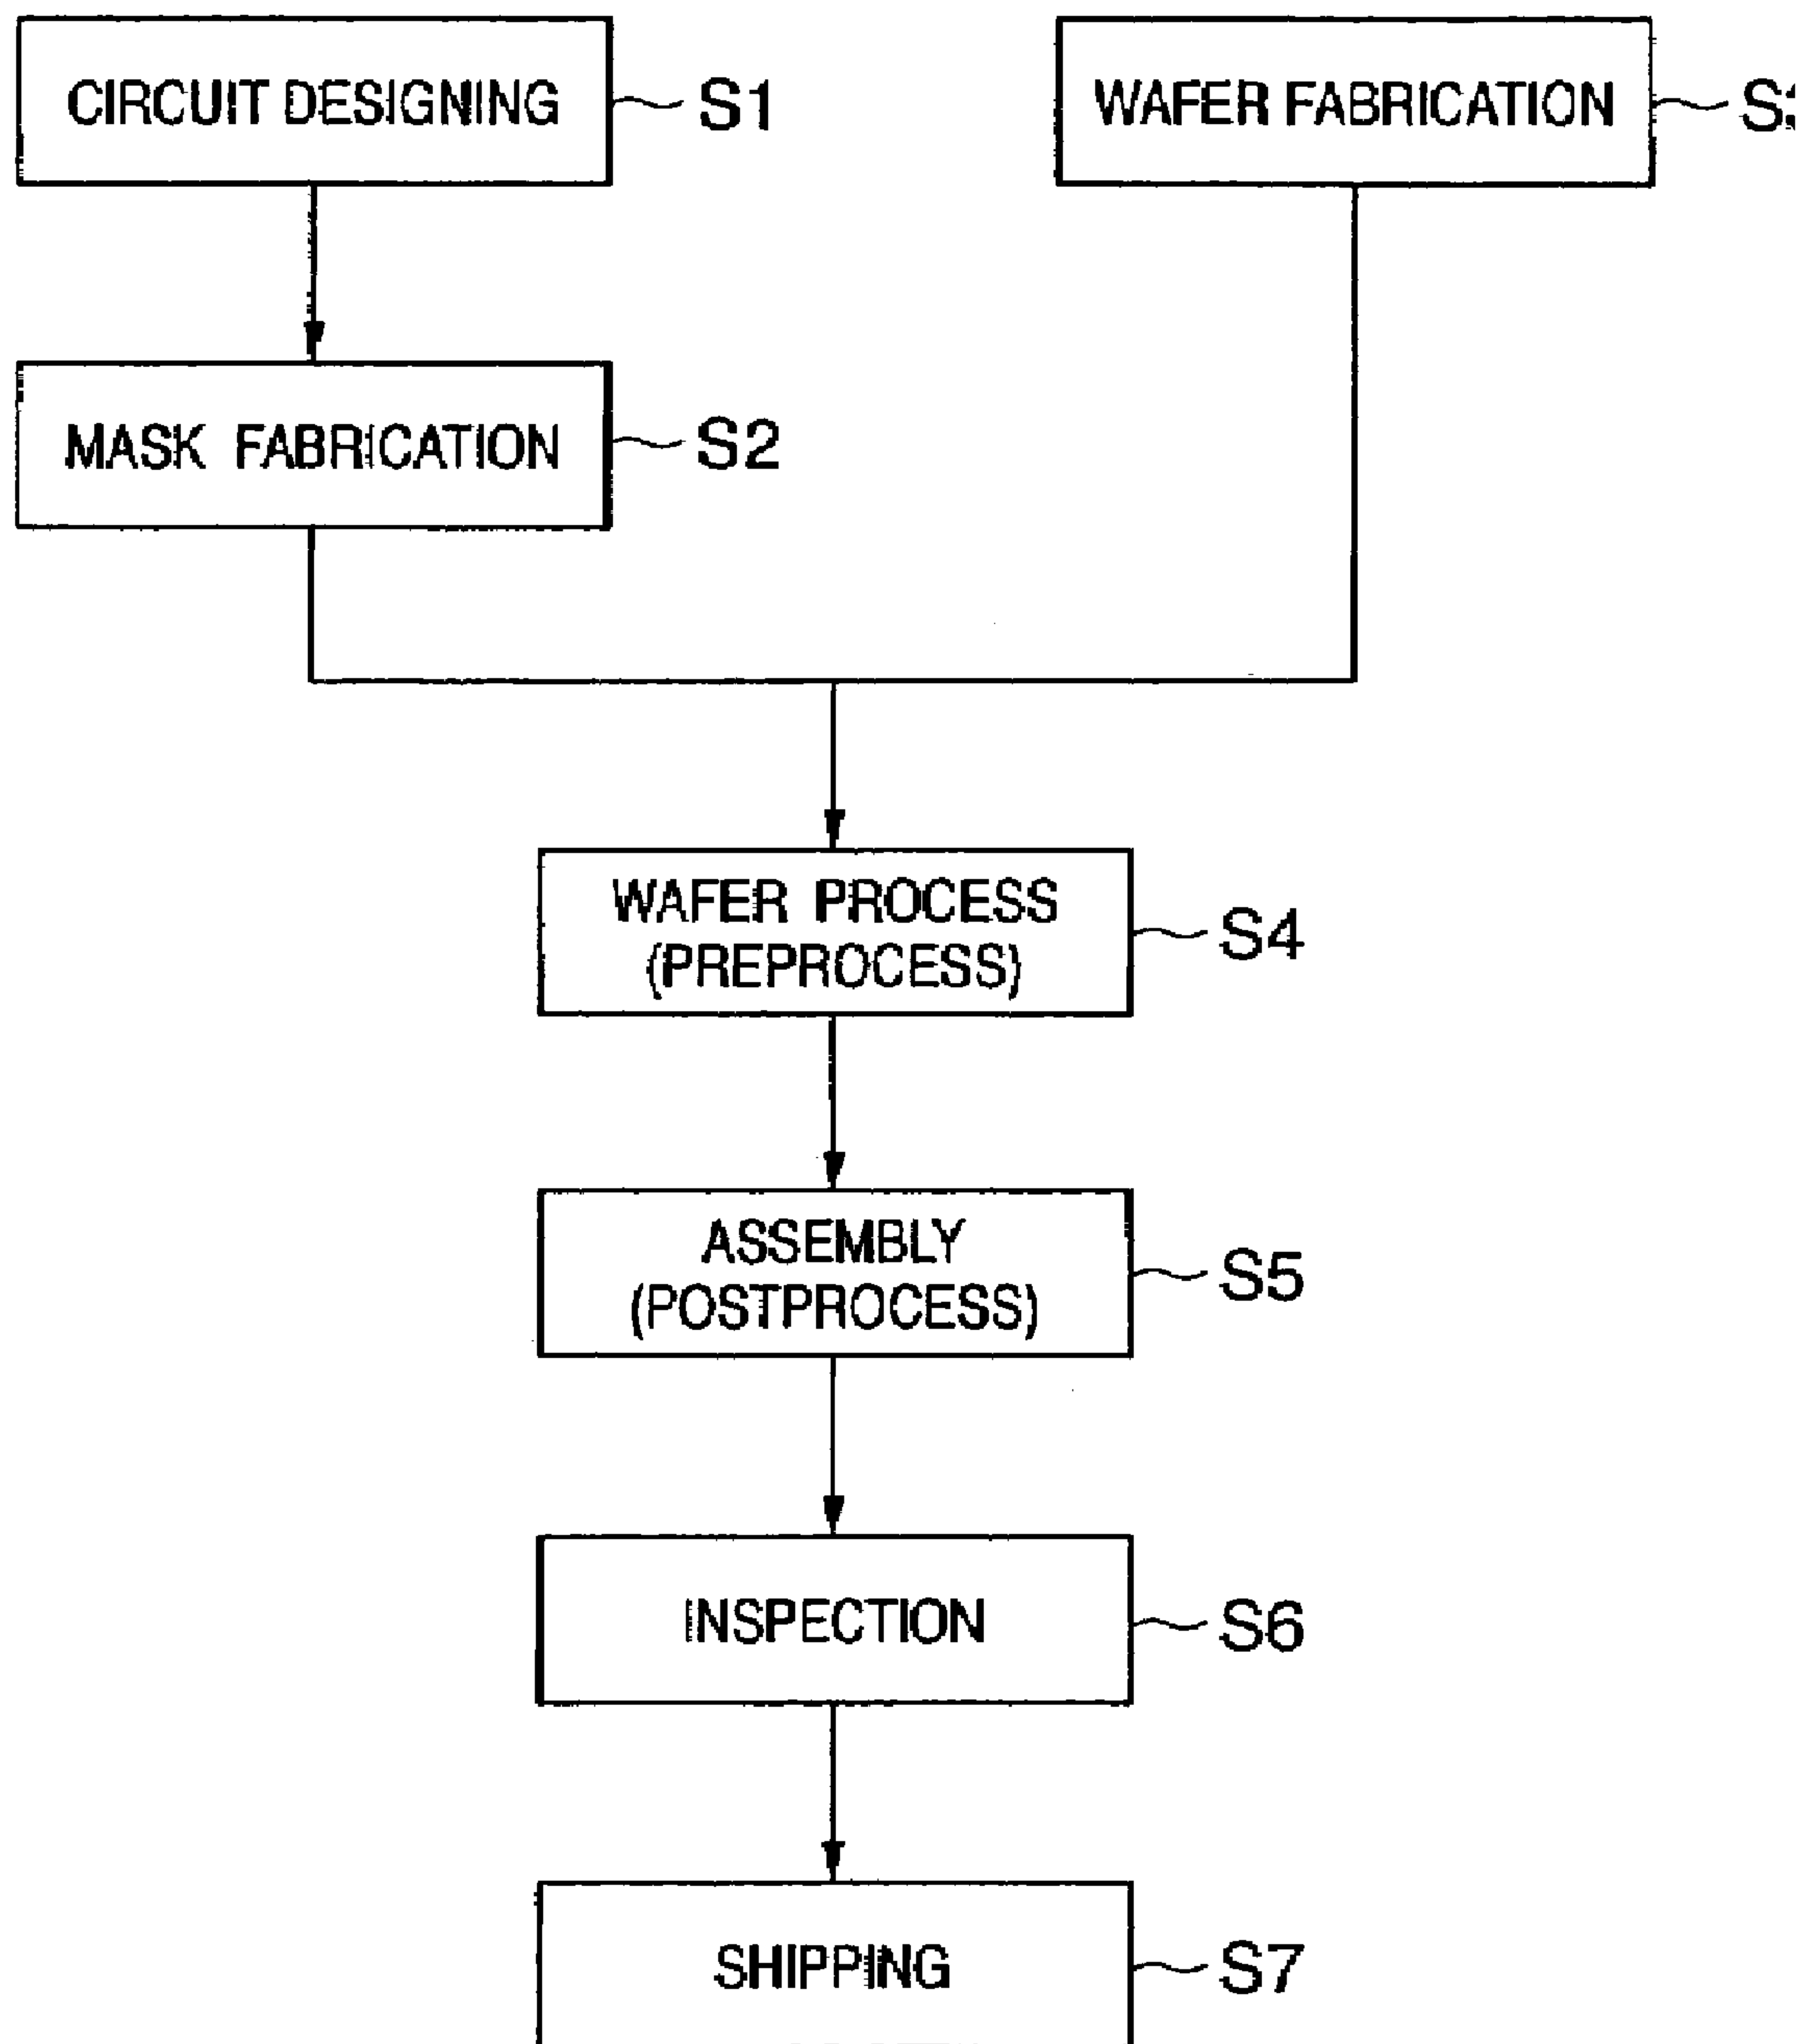 CIRCUIT DESIGNING
S1
WAFER FABRICATION
MASK FABRICATION
S2
WAFER PROCESS
(PREPROCESS)
S4
ASSEMBLY
(POSTPROCESS)
S5
INSPECTION
S6
SHIPPING
S7